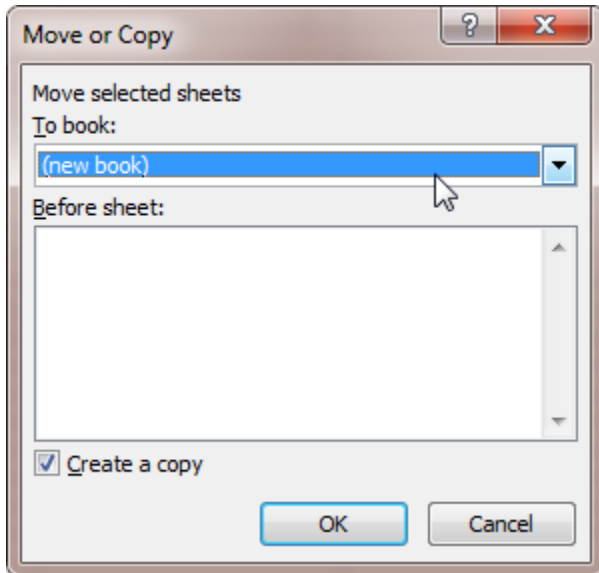 Move or Copy
?
Move selected sheets
To book:
(new book)
Before sheet:
Create a copy
OK
Cancel